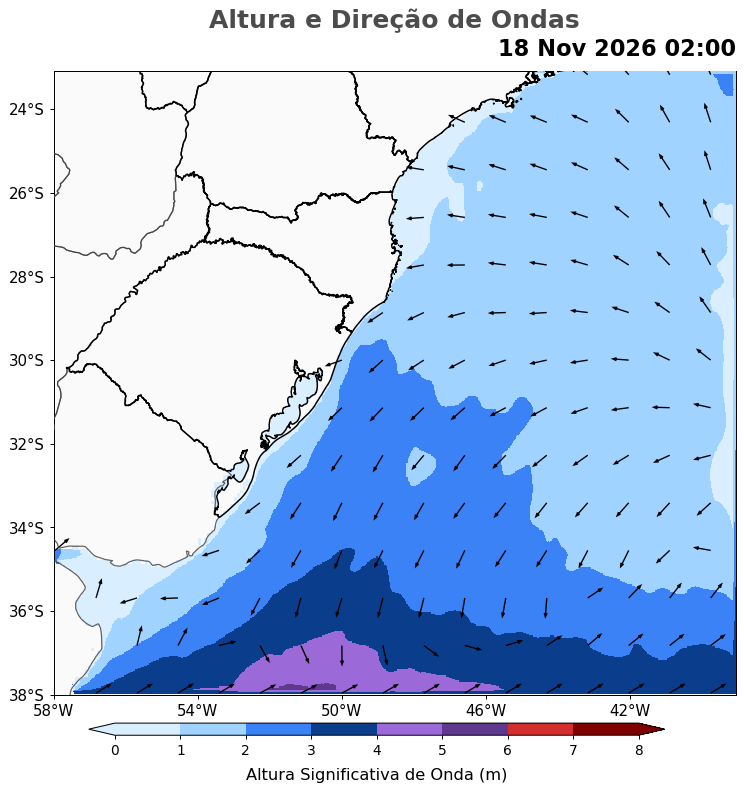 Altura e Direção de Ondas
18 Nov 2026 02:00
24°S
26°S
28°S
30°S
32°S
34°S
36°S
38°S
58°W 54°W 50°W 46°W 42°W
0 1 2 3 4 5 6 7 8
Altura Significativa de Onda (m)